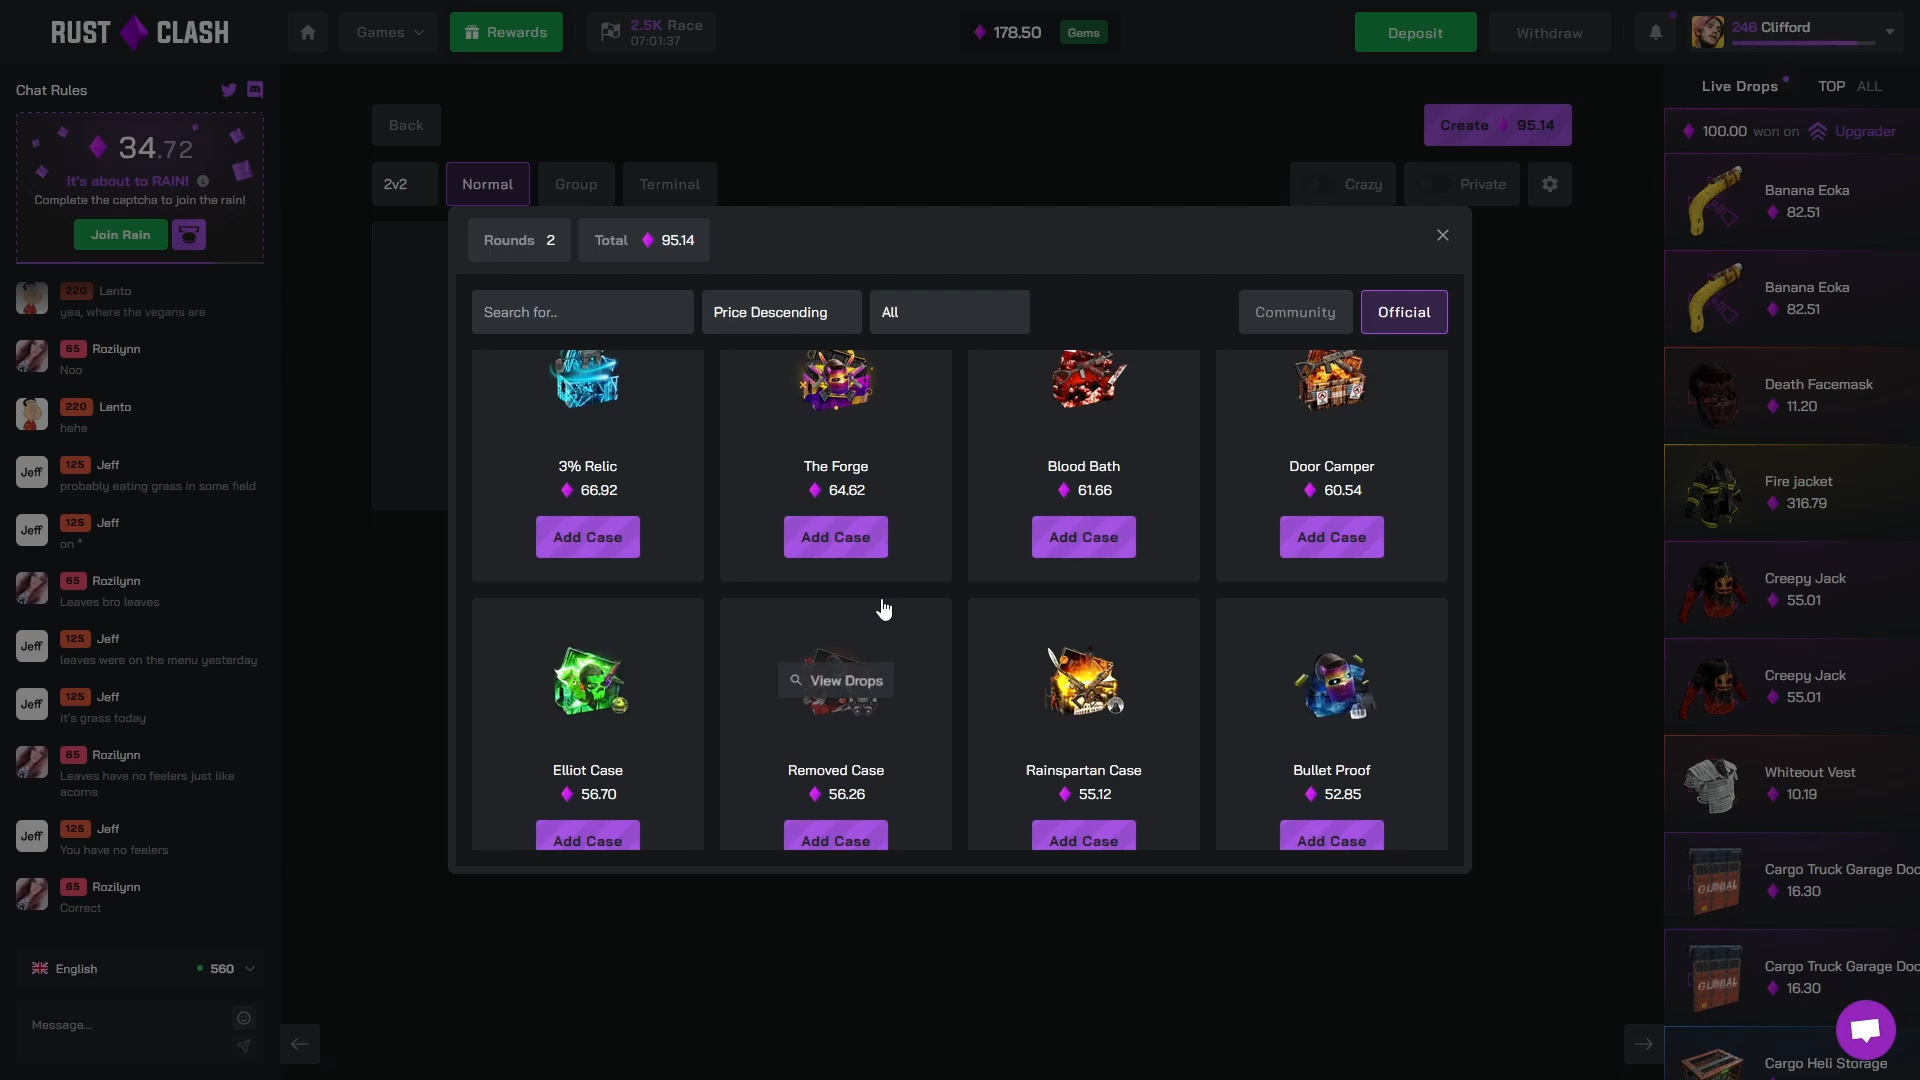 RUST CLASH
Games
Rewards
2.5K Race
07:01:37
178.50
Gems
Deposit
Withdraw
246 Clifford
Chat Rules
34.72
It's about to RAIN!
Complete the captcha to join the rain!
Join Rain
220 Lento
yea, where the vegans are
65 Rozilynn
Noo
220 Lento
hehe
Jeff
125 Jeff
probably eating grass in some field
Jeff
125 Jeff
on *
65 Rozilynn
Leaves bro leaves
Jeff
125 Jeff
leaves were on the menu yesterday
Jeff
125 Jeff
it's grass today
65 Rozilynn
Leaves have no feelers just like
acorns
Jeff
125 Jeff
You have no feelers
65 Rozilynn
Correct
English
560
Message...
Back
Create 95.14
2v2
Normal
Group
Terminal
Crazy
Private
Rounds 2
Total 95.14
Search for..
Price Descending
All
Community
Official
3% Relic
66.92
Add Case
The Forge
64.62
Add Case
Blood Bath
61.66
Add Case
Door Camper
60.54
Add Case
Elliot Case
56.70
Add Case
View Drops
Removed Case
56.26
Add Case
Rainspartan Case
55.12
Add Case
Bullet Proof
52.85
Add Case
Live Drops
TOP
ALL
100.00 won on Upgrader
Banana Eoka
82.51
Banana Eoka
82.51
Death Facemask
11.20
Fire jacket
316.79
Creepy Jack
55.01
Creepy Jack
55.01
Whiteout Vest
10.19
Cargo Truck Garage Doo
16.30
GLOBAL
Cargo Truck Garage Doo
16.30
GLOBAL
Cargo Heli Storage